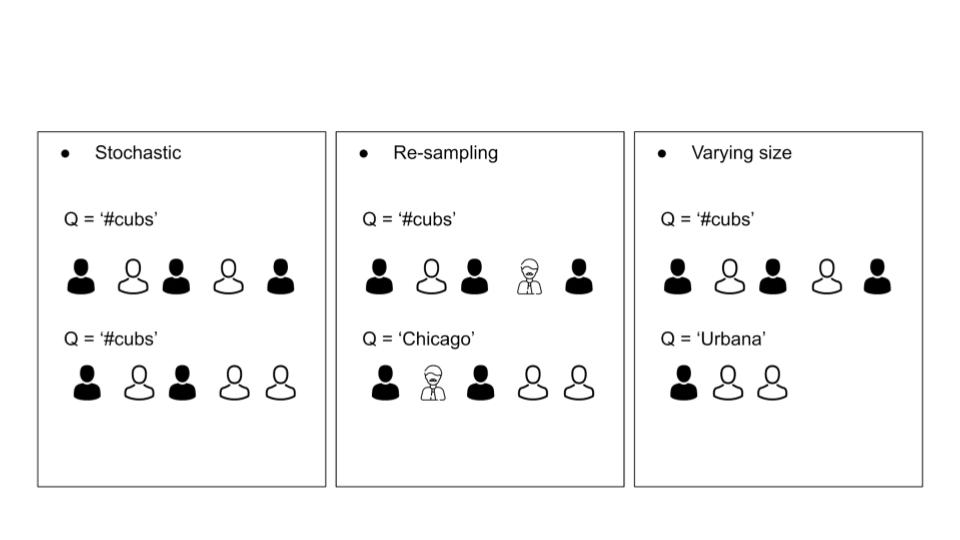 ● Stochastic
Q = ‘#cubs’
Q = ‘#cubs’
● Re-sampling
Q = ‘#cubs’
Q = ‘Chicago’
● Varying size
Q = ‘#cubs’
Q = ‘Urbana’